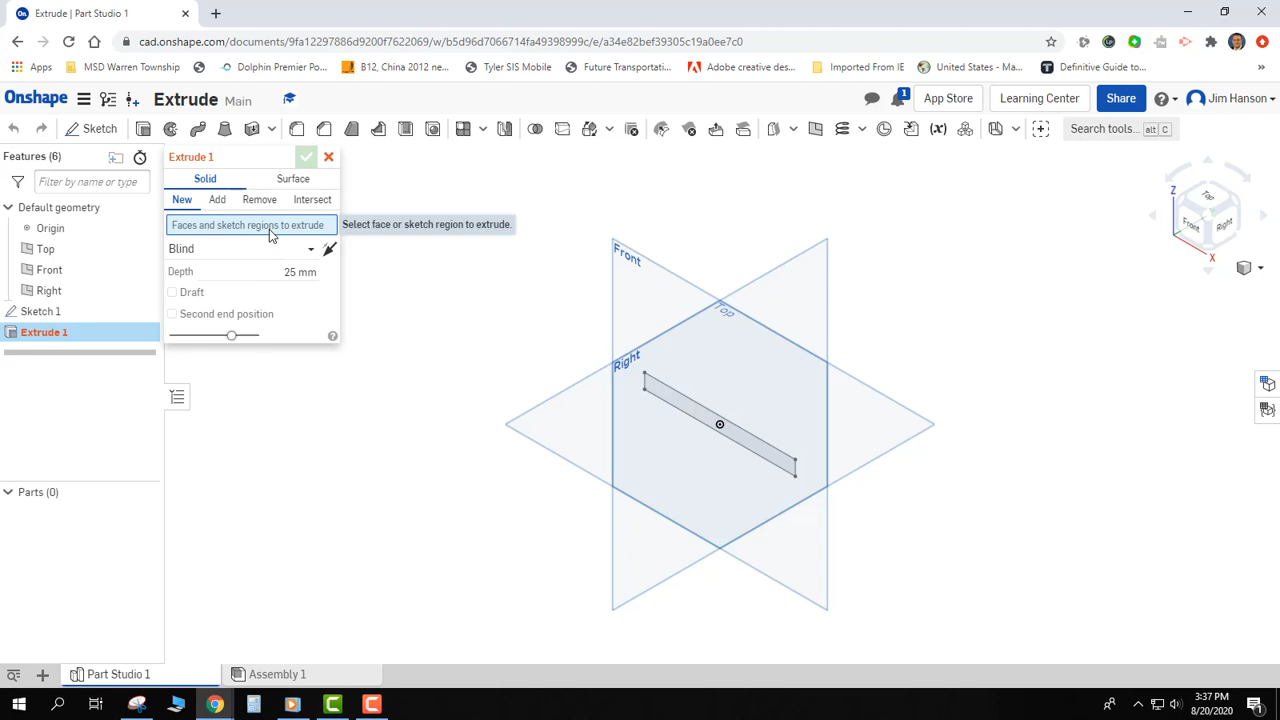 On Extrude | Part Studio 1
cad.onshape.com/documents/9fa12297886d9200f7622069/w/b5d96d7066714fa49398999c/e/a34e82bef39305c19a0ee7c0
Apps MSD Warren Township Dolphin Premier Po... B12, China 2012 ne... Tyler SIS Mobile Future Transportati... Adobe creative des... Imported From IE United States - Ma... Definitive Guide to... »
Onshape Extrude Main 1 App Store Learning Center Share Jim Hanson
Sketch (x) Search tools... alt C
Features (6) Extrude 1
Filter by name or type Solid Surface
Default geometry New Add Remove Intersect
Origin Faces and sketch regions to extrude Select face or sketch region to extrude.
Top Blind
Front Depth 25 mm
Right Draft
Sketch 1 Second end position
Extrude 1
Front
Top
Right
Z
Top
Front
Right
X
Parts (0)
Part Studio 1 Assembly 1
3:37 PM
8/20/2020
1